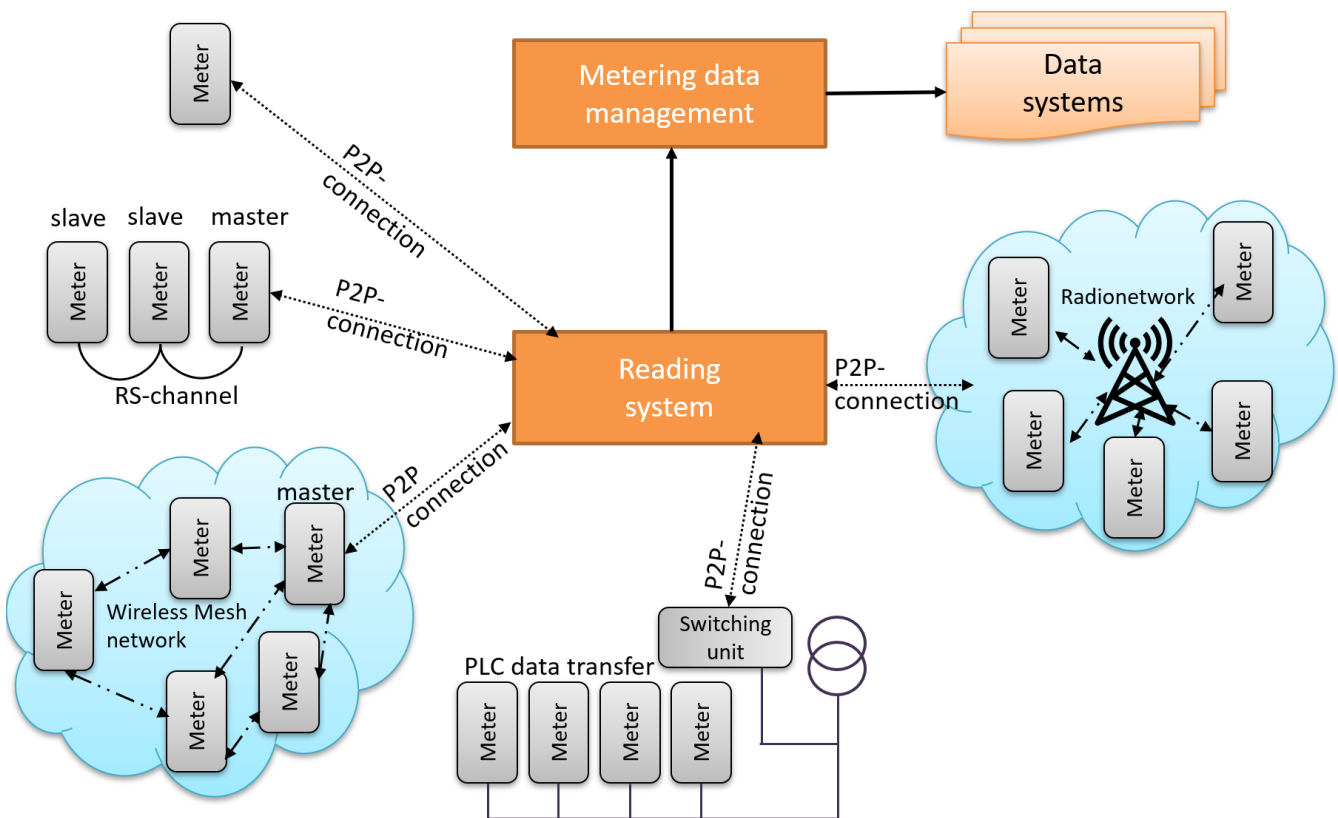 Meter
Metering data
management
Data
systems
P2P-
connection
slave
slave
master
Meter
Meter
Meter
RS-channel
P2P-
connection
Reading
system
P2P-
connection
Radionetwork
Meter
Meter
Meter
Meter
Meter
P2P
connection
master
Meter
Meter
Meter
Wireless Mesh
network
Meter
Meter
P2P-
connection
Switching
unit
PLC data transfer
Meter
Meter
Meter
Meter